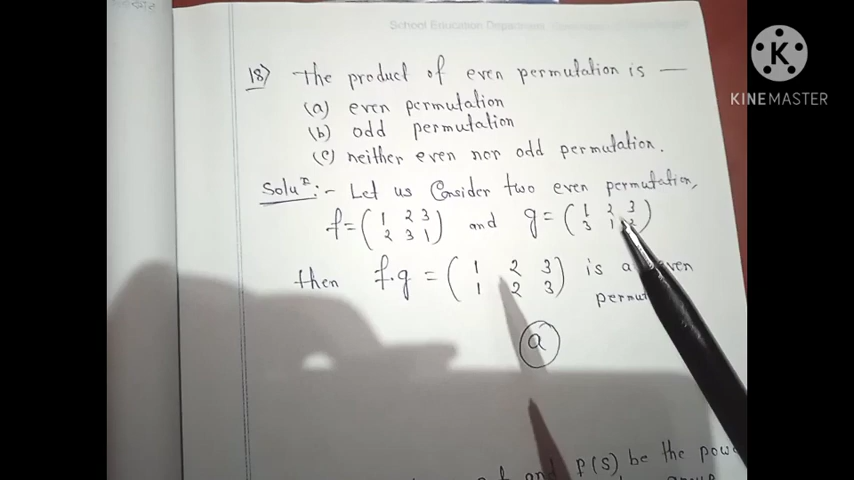 School Education Department
K
KINEMASTER
18) The product of even permutation is —
(a) even permutation
(b) odd permutation
(c) neither even nor odd permutation.
Solu^n:- Let us Consider two even permutation,
f = ( 1 2 3 ) and g = ( 1 2 3 )
2 3 1 3 1 2
then f.g = ( 1 2 3 ) is a even
1 2 3 permu
(a)
and P(S) be the pow